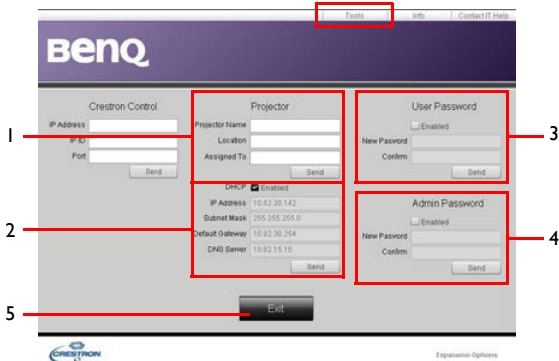 Tools Info Contact IT Help
BenQ
Crestron Control
IP Address
IP ID
Port
Send
1
Projector
Projector Name
Location
Assigned To
Send
2
DHCP Enabled
IP Address 10.82.30.142
Subnet Mask 255.255.255.0
Default Gateway 10.82.30.254
DNS Server 10.82.15.15
Send
User Password
Enabled
New Pasword
Confirm
Send
3
Admin Password
Enabled
New Pasword
Confirm
Send
4
5
Exit
CRESTRON
Expansion Options